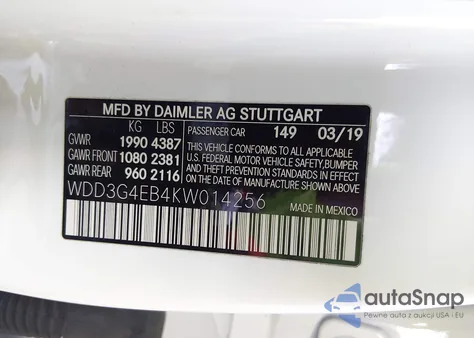 MFD BY DAIMLER AG STUTTGART
KG LBS PASSENGER CAR 149 03/19
GVWR 1990 4387
GAWR FRONT 1080 2381
GAWR REAR 960 2116
THIS VEHICLE CONFORMS TO ALL APPLICABLE
U.S. FEDERAL MOTOR VEHICLE SAFETY, BUMPER
AND THEFT PREVENTION STANDARDS IN EFFECT ON
THE DATE OF MANUFACTURE SHOWN ABOVE.
WDD3G4EB4KW014256
MADE IN MEXICO
autoSnap
Pewne auta z aukcji USA i EU